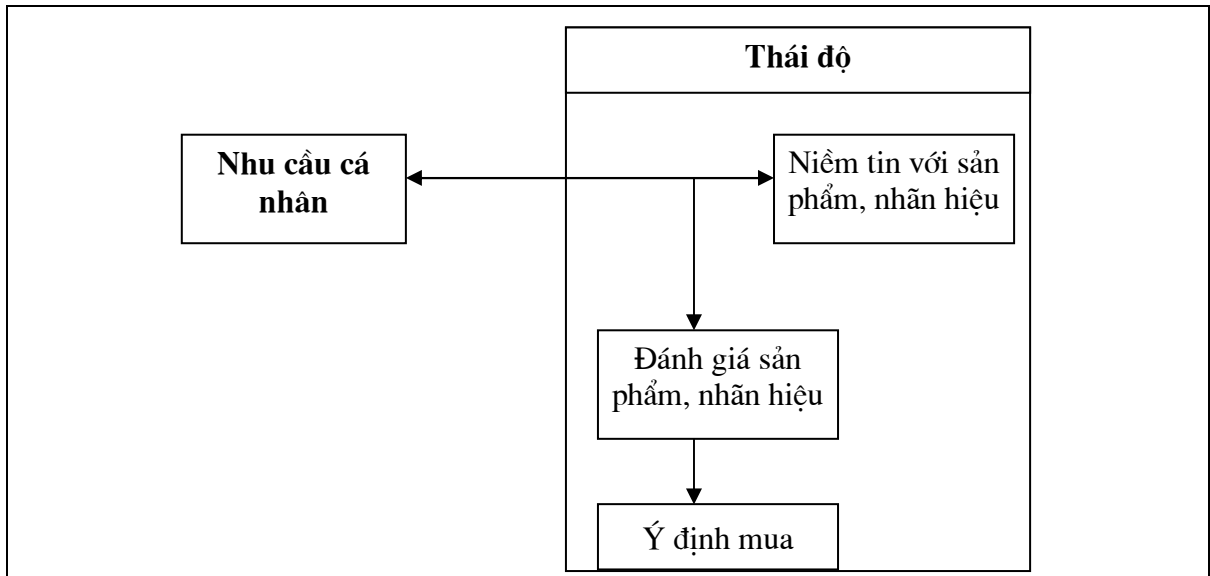 Thái độ
Nhu cầu cá
nhân
Niềm tin với sản
phẩm, nhãn hiệu
Đánh giá sản
phẩm, nhãn hiệu
Ý định mua